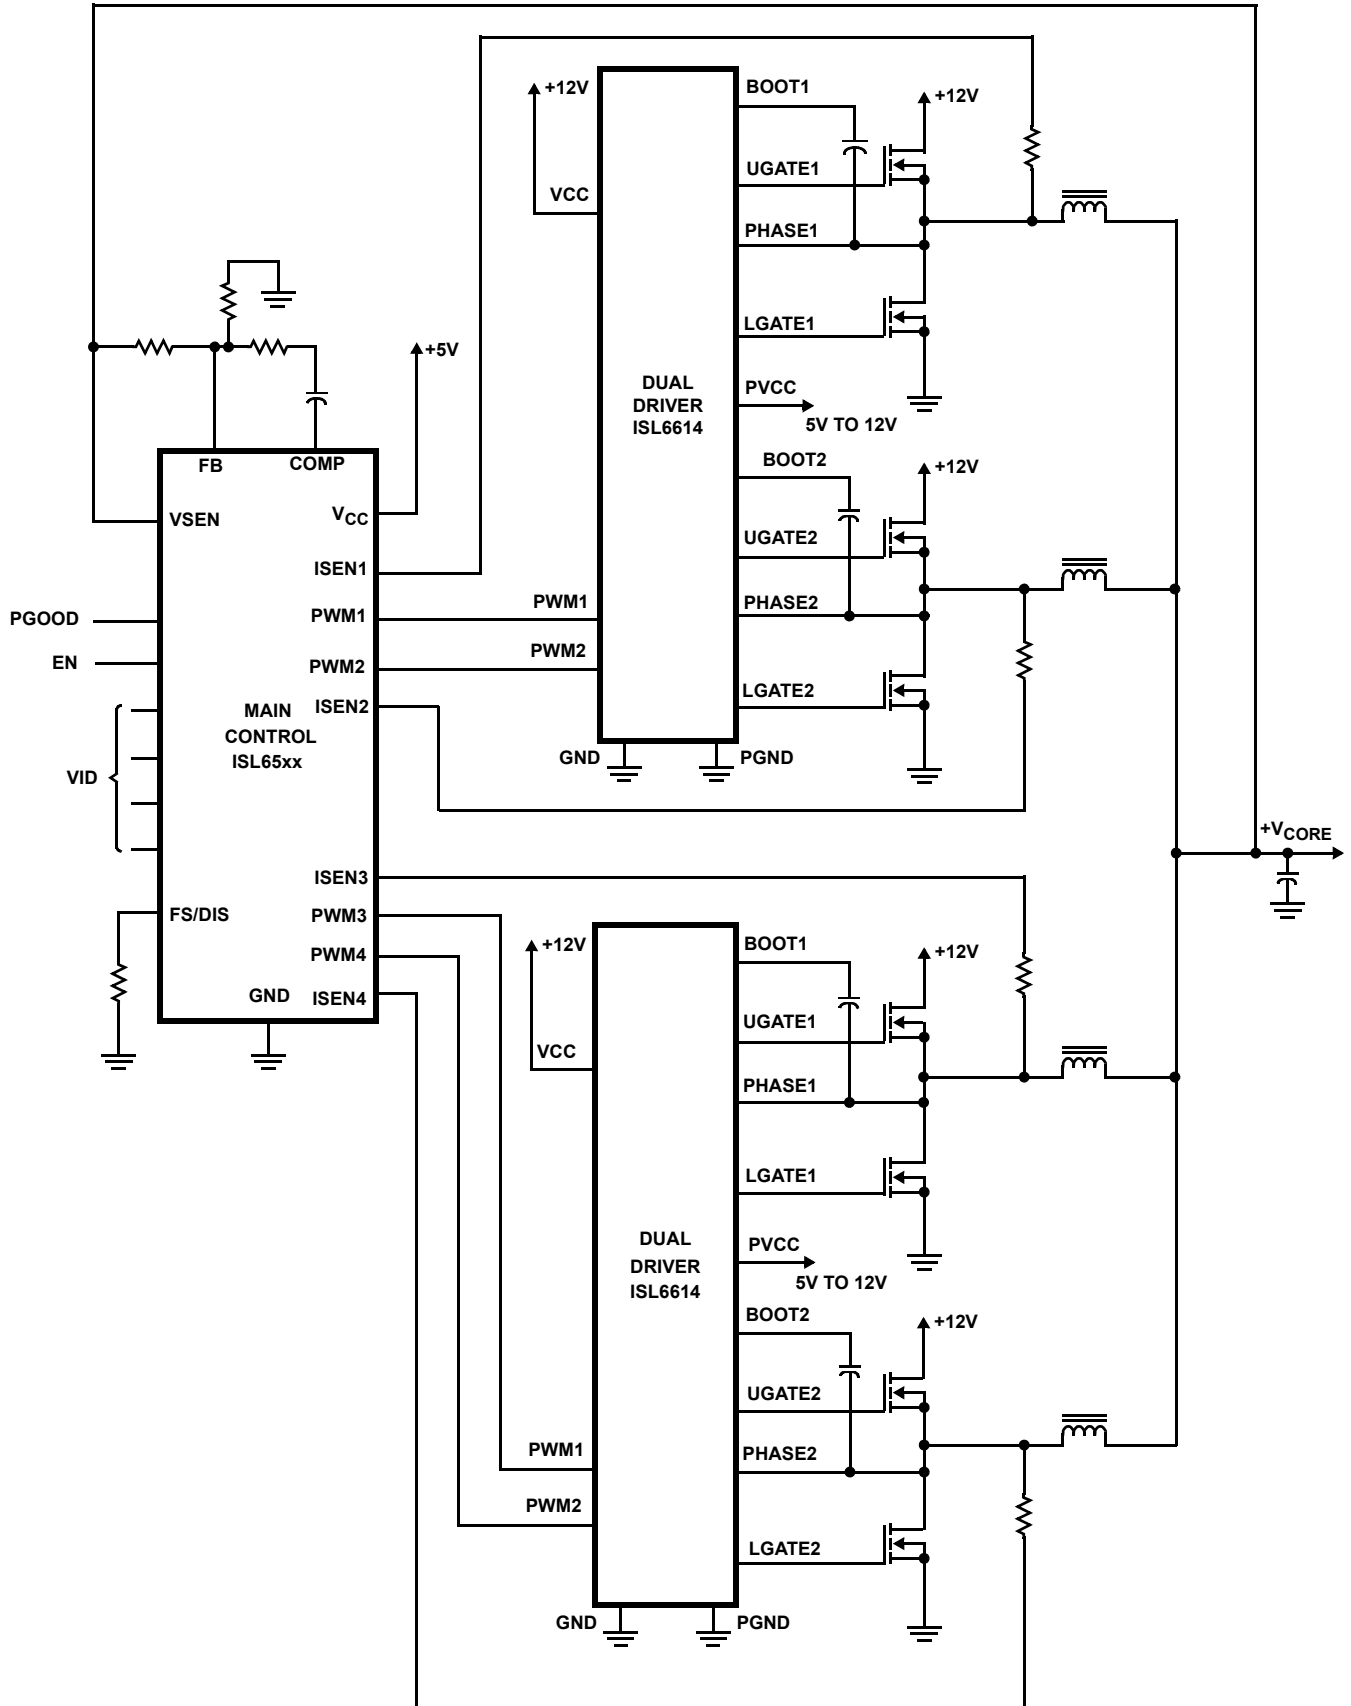 +12V
BOOT1
+12V
UGATE1
VCC
PHASE1
LGATE1
+5V
DUAL
DRIVER
ISL6614
PVCC
5V TO 12V
BOOT2
+12V
FB
COMP
VSEN
VCC
UGATE2
ISEN1
PWM1
PWM1
PHASE2
PGOOD
PWM2
PWM2
EN
LGATE2
ISEN2
MAIN
CONTROL
ISL65xx
VID
GND
PGND
+VCORE
ISEN3
FS/DIS
PWM3
PWM4
GND
ISEN4
+12V
BOOT1
+12V
UGATE1
VCC
PHASE1
LGATE1
DUAL
DRIVER
ISL6614
PVCC
5V TO 12V
BOOT2
+12V
UGATE2
PWM1
PHASE2
PWM2
LGATE2
GND
PGND